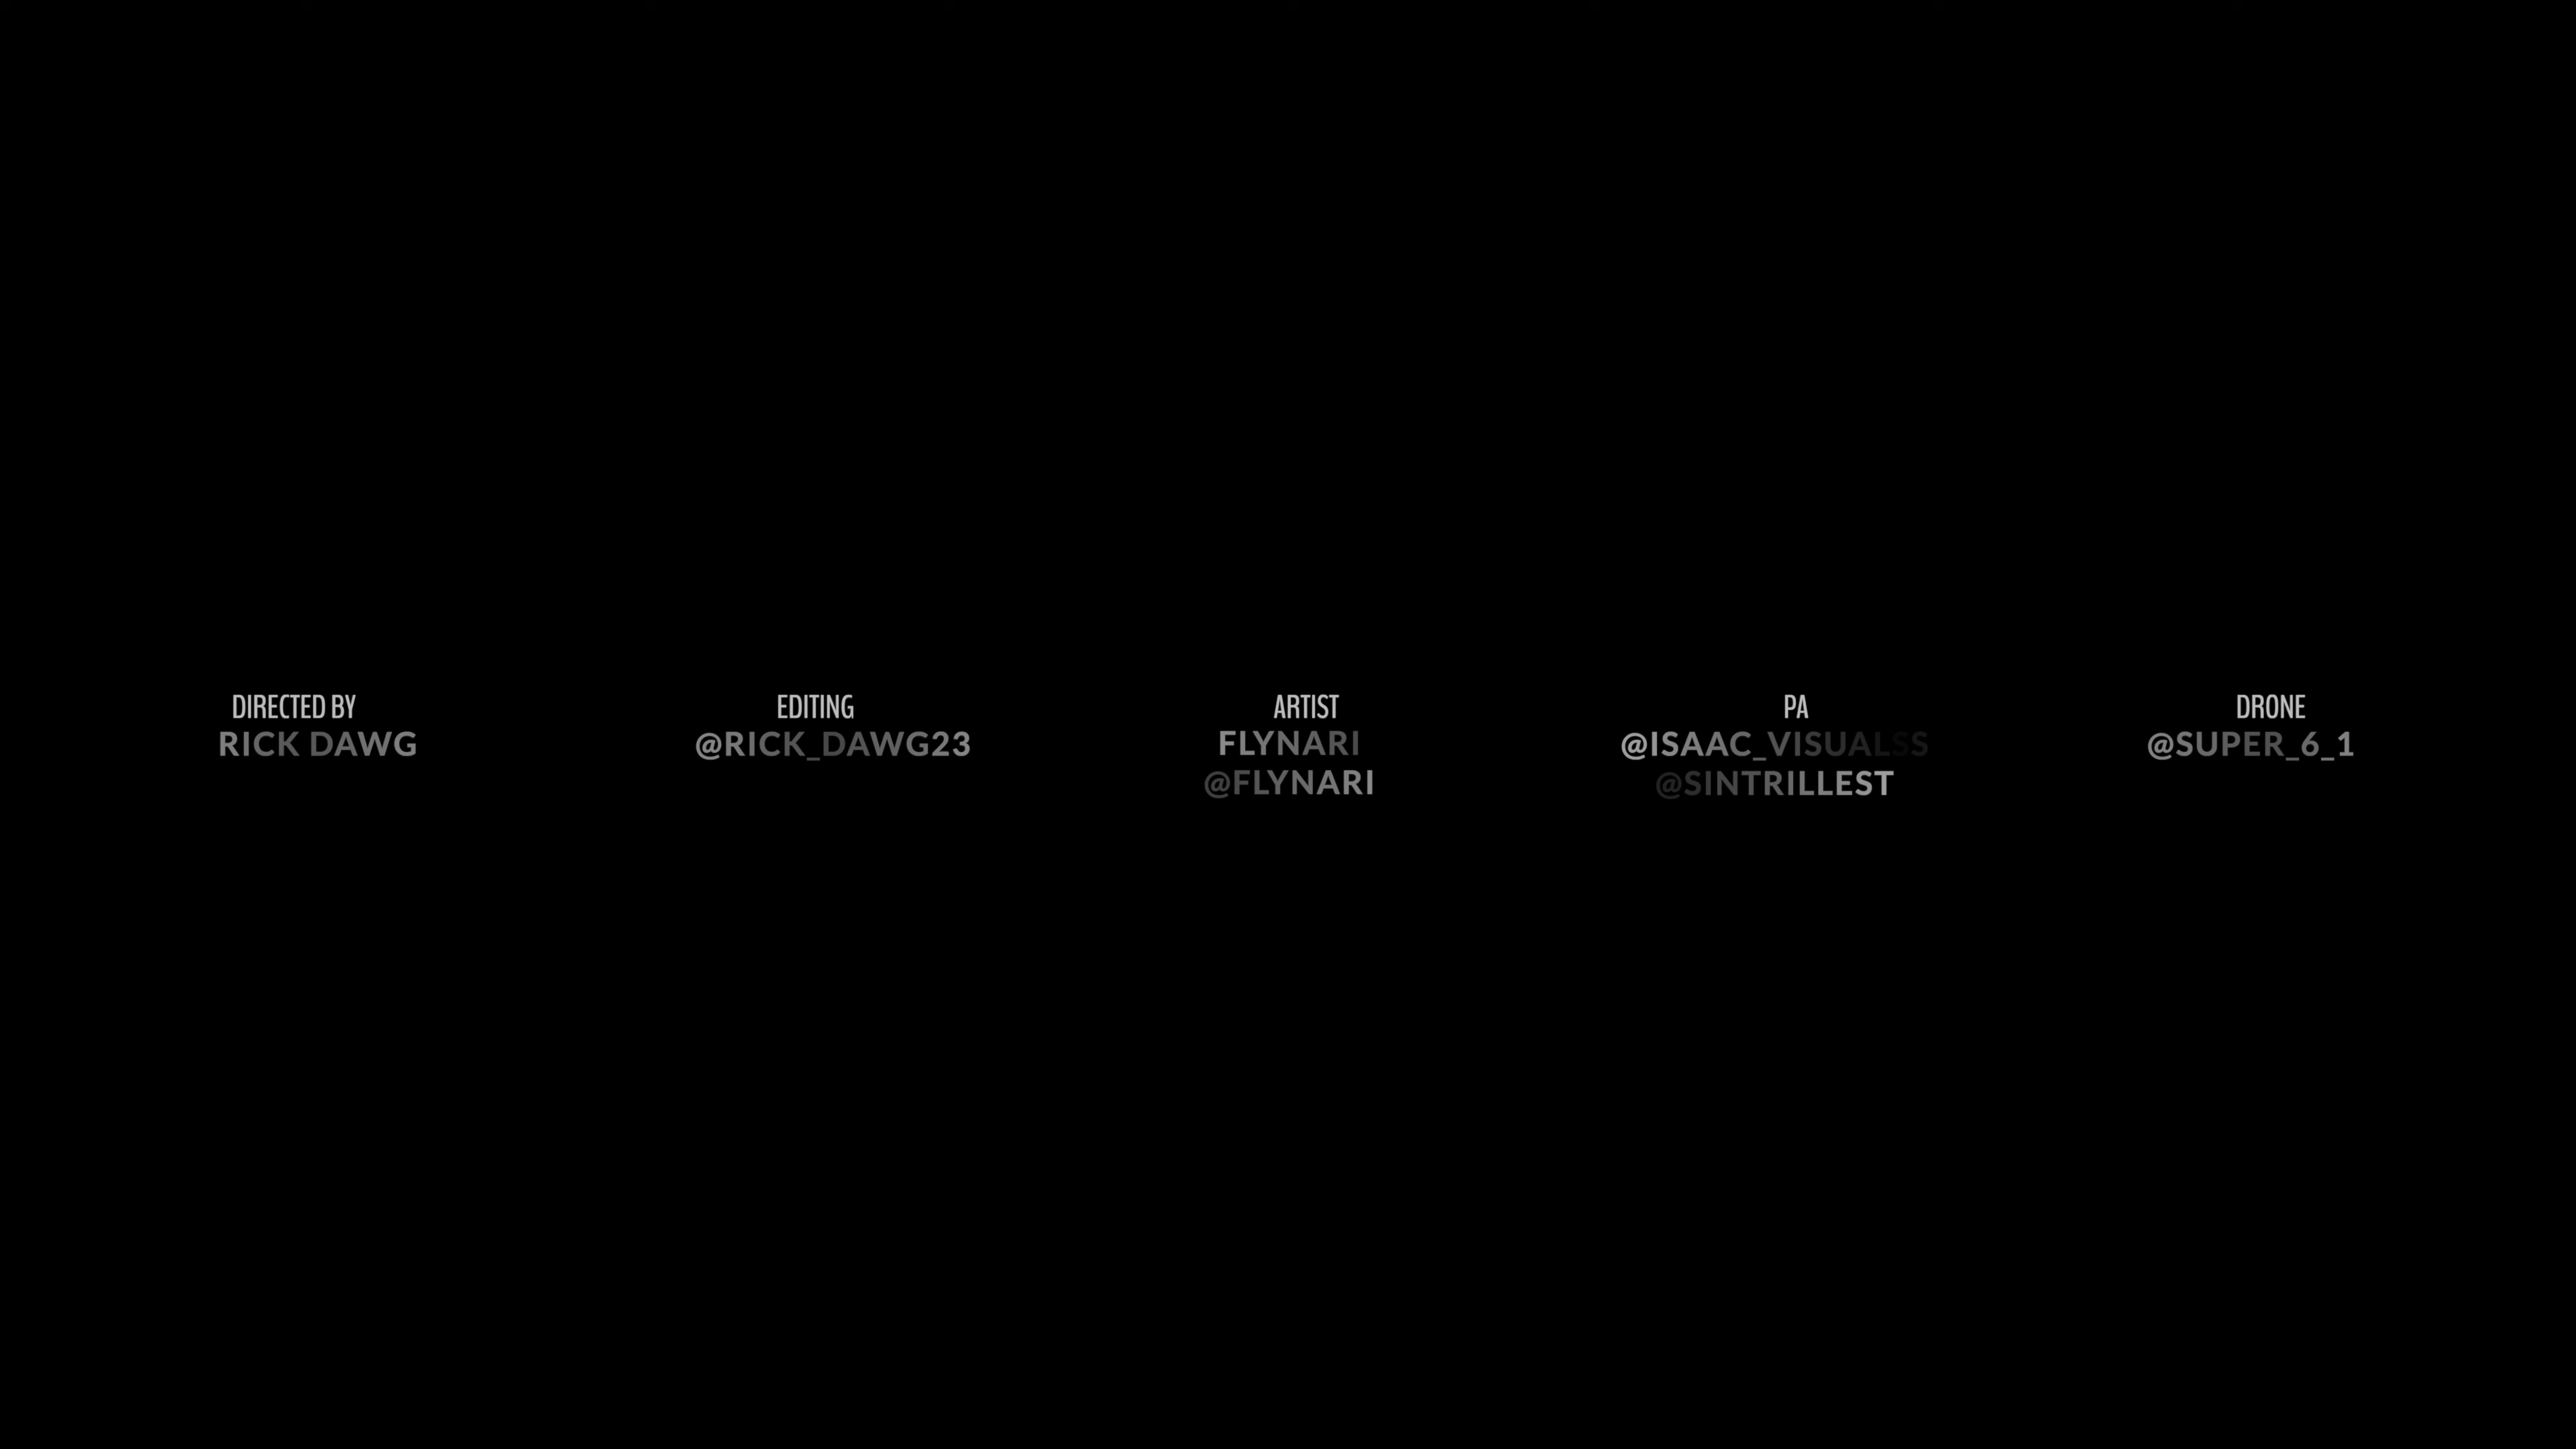 DIRECTED BY
RICK DAWG
EDITING
@RICK_DAWG23
ARTIST
FLYNARI
@FLYNARI
PA
@ISAAC_VISUALSS
@SINTRILLEST
DRONE
@SUPER_6_1